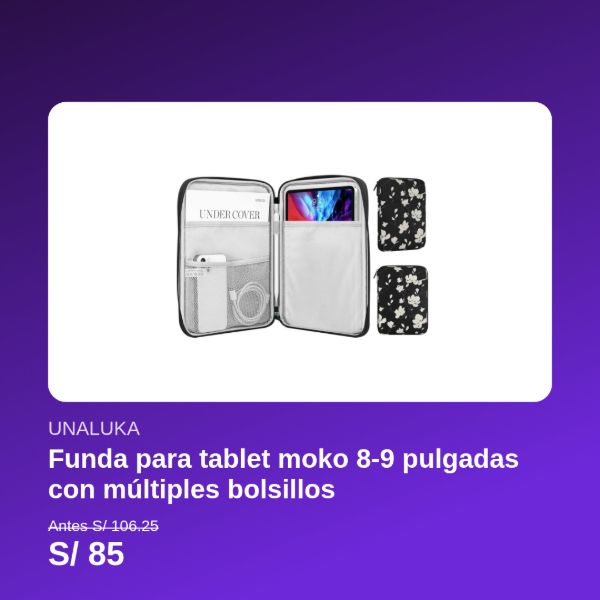 UNDER COVER
UNALUKA
Funda para tablet moko 8-9 pulgadas
con múltiples bolsillos
Antes S/ 106.25
S/ 85